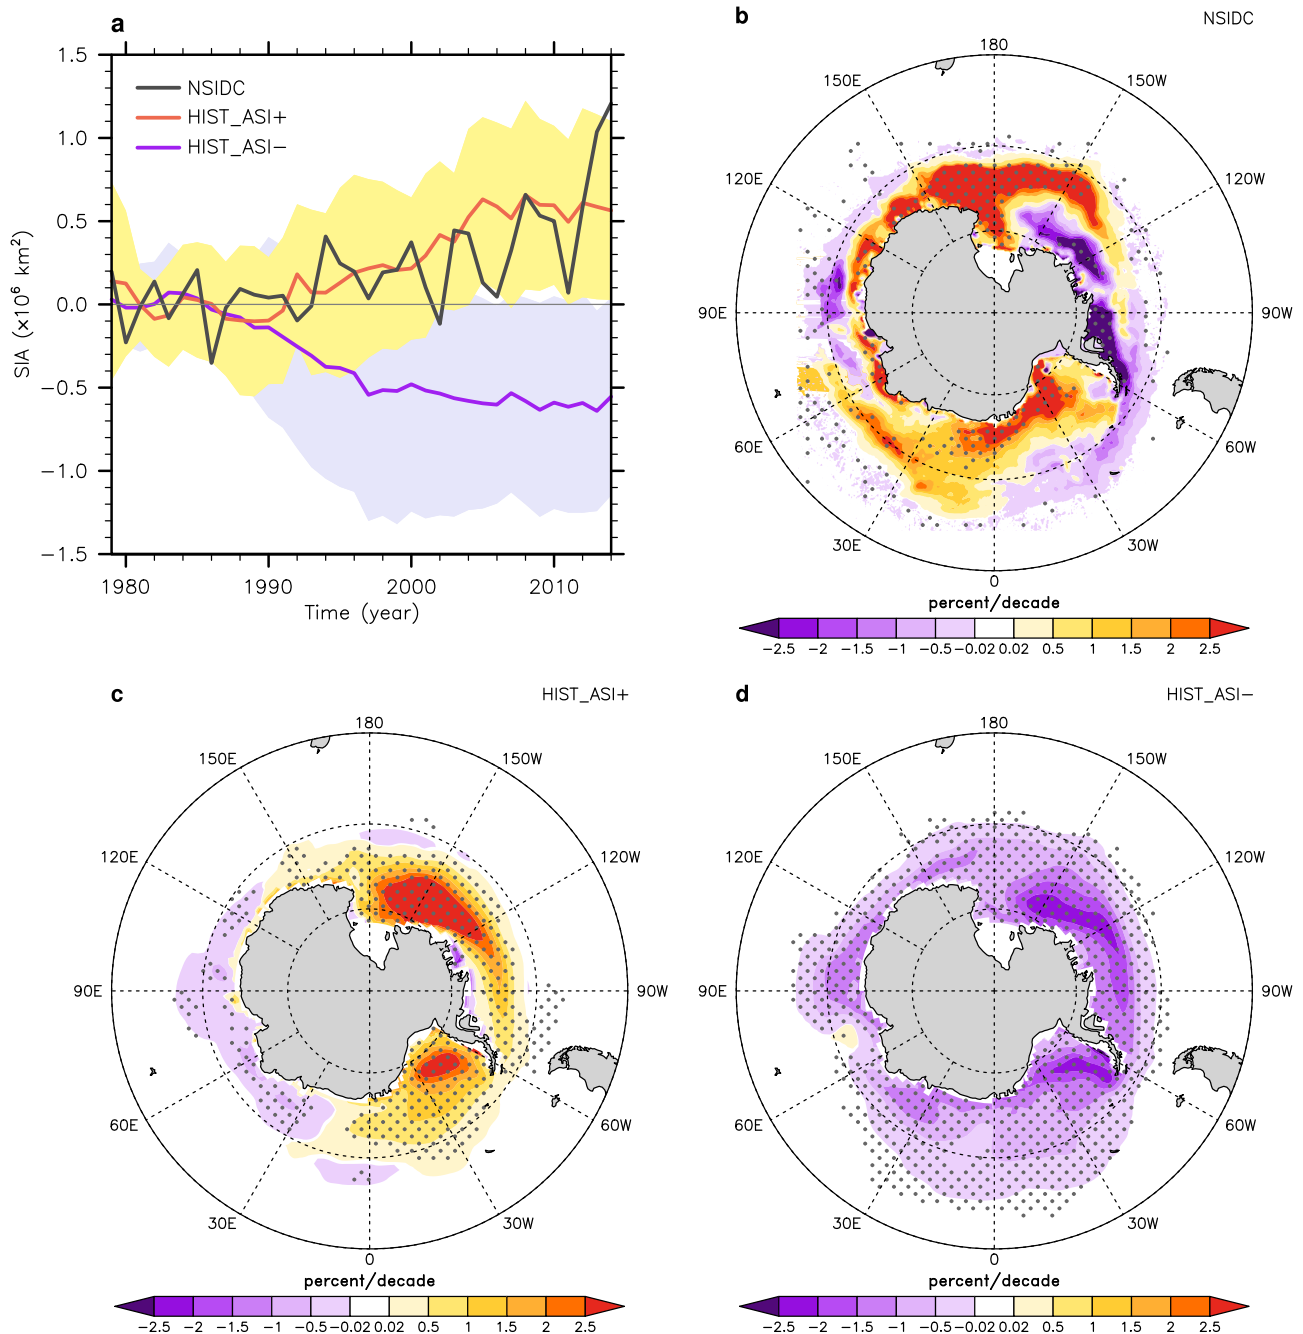 a
1.5
1.0
0.5
0.0
−0.5
−1.0
−1.5
SIA (×10⁶ km²)
NSIDC
HIST_ASI+
HIST_ASI−
1980 1990 2000 2010
Time (year)
b
NSIDC
180
150E 150W
120E 120W
90E 90W
60E 60W
30E 30W
0
percent/decade
−2.5 −2 −1.5 −1 −0.5 −0.02 0.02 0.5 1 1.5 2 2.5
c
HIST_ASI+
180
150E 150W
120E 120W
90E 90W
60E 60W
30E 30W
0
percent/decade
−2.5 −2 −1.5 −1 −0.5 −0.02 0.02 0.5 1 1.5 2 2.5
d
HIST_ASI−
180
150E 150W
120E 120W
90E 90W
60E 60W
30E 30W
0
percent/decade
−2.5 −2 −1.5 −1 −0.5 −0.02 0.02 0.5 1 1.5 2 2.5